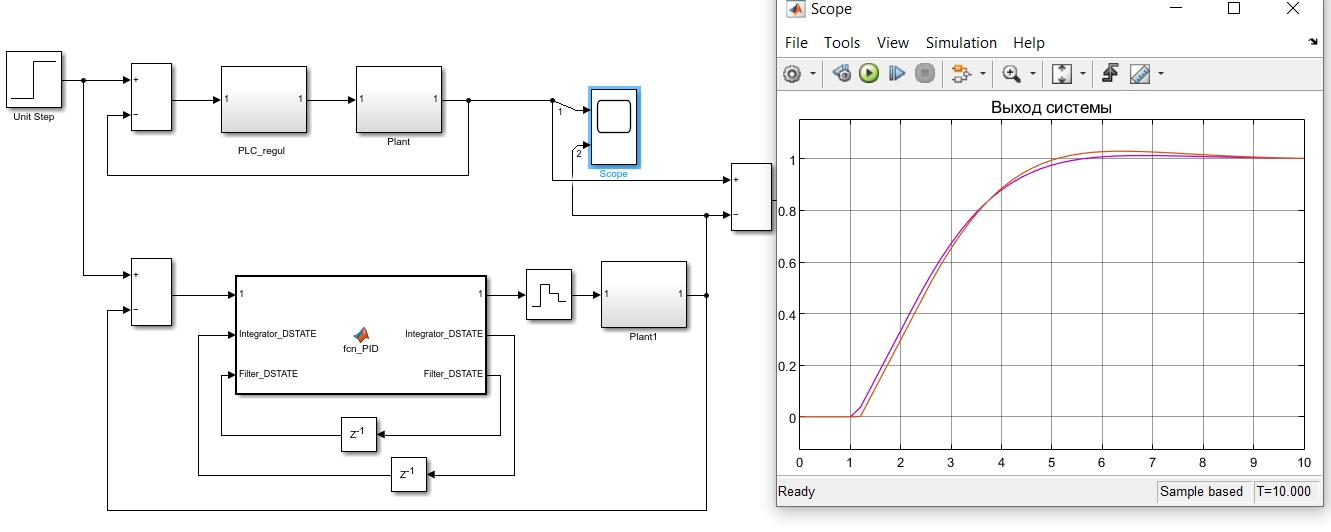 Unit Step
+
−
1
1
PLC_regul
1
1
Plant
1
2
Scope
+
−
+
−
1
1
Integrator_DSTATE
Integrator_DSTATE
fcn_PID
Filter_DSTATE
Filter_DSTATE
z-1
z-1
1
1
Plant1
Scope
File Tools View Simulation Help
Выход системы
1
0.8
0.6
0.4
0.2
0
0 1 2 3 4 5 6 7 8 9 10
Ready
Sample based
T=10.000